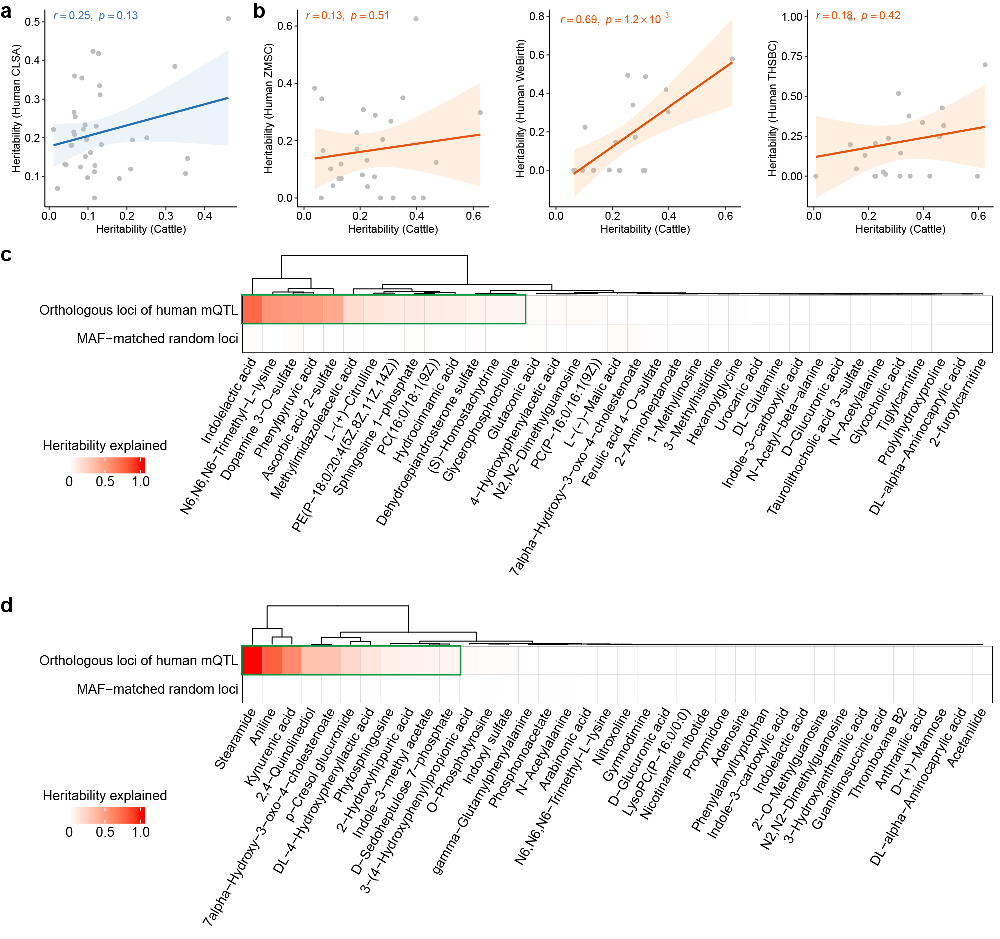 a
r = 0.25, p = 0.13
Heritability (Human CLSA)
0.5
0.4
0.3
0.2
0.1
0.0 0.1 0.2 0.3 0.4
Heritability (Cattle)
b
r = 0.13, p = 0.51
Heritability (Human ZMSC)
0.6
0.4
0.2
0.0
0.0 0.2 0.4 0.6
Heritability (Cattle)
r = 0.69, p = 1.2×10⁻³
Heritability (Human WeBirth)
0.8
0.6
0.4
0.2
0.0
0.0 0.2 0.4 0.6
Heritability (Cattle)
r = 0.18, p = 0.42
Heritability (Human THSBC)
1.00
0.75
0.50
0.25
0.00
0.0 0.2 0.4 0.6
Heritability (Cattle)
c
Orthologous loci of human mQTL
MAF−matched random loci
Indolelactic acid
N6,N6,N6−Trimethyl−L−lysine
Dopamine 3−O−sulfate
Phenylpyruvic acid
Ascorbic acid 2−sulfate
Methylimidazoleacetic acid
L−(+)−Citrulline
PE(P−18:0/20:4(5Z,8Z,11Z,14Z))
Sphingosine 1−phosphate
PC(16:0/18:1(9Z))
Hydrocinnamic acid
Dehydroepiandrosterone sulfate
(S)−Homostachydrine
Glycerophosphocholine
Glutaconic acid
4−Hydroxyphenylacetic acid
N2,N2−Dimethylguanosine
PC(P−16:0/16:1(9Z))
L−(−)−Malic acid
7alpha−Hydroxy−3−oxo−4−cholestenoate
Ferulic acid 4−O−sulfate
2−Aminoheptanoate
1−Methylinosine
3−Methylhistidine
Hexanoylglycine
Urocanic acid
DL−Glutamine
Indole−3−carboxylic acid
N−Acetyl−beta−alanine
D−Glucuronic acid
Taurolithocholic acid 3−sulfate
N−Acetylalanine
Glycocholic acid
Tiglylcarnitine
Prolylhydroxyproline
DL−alpha−Aminocaprylic acid
2−furoylcarnitine
Heritability explained
0 0.5 1.0
d
Orthologous loci of human mQTL
MAF−matched random loci
Stearamide
Aniline
Kynurenic acid
2,4−Quinolinediol
7alpha−Hydroxy−3−oxo−4−cholestenoate
p−Cresol glucuronide
DL−4−Hydroxyphenyllactic acid
Phytosphingosine
2−Hydroxyhippuric acid
Indole−3−methyl acetate
D−Sedoheptulose 7−phosphate
3−(4−Hydroxyphenyl)propionic acid
O−Phosphotyrosine
Indoxyl sulfate
gamma−Glutamylphenylalanine
Phosphonoacetate
N−Acetylalanine
Arabinonic acid
N6,N6,N6−Trimethyl−L−lysine
Nitroxoline
Gymnodimine
D−Glucuronic acid
LysoPC(P−16:0/0:0)
Nicotinamide ribotide
Procymidone
Adenosine
Phenylalanyltryptophan
Indole−3−carboxylic acid
Indolelactic acid
2'−O−Methylguanosine
N2,N2−Dimethylguanosine
3−Hydroxyanthranilic acid
Guanidinosuccinic acid
Thromboxane B2
Anthranilic acid
D−(+)−Mannose
DL−alpha−Aminocaprylic acid
Acetanilide
Heritability explained
0 0.5 1.0